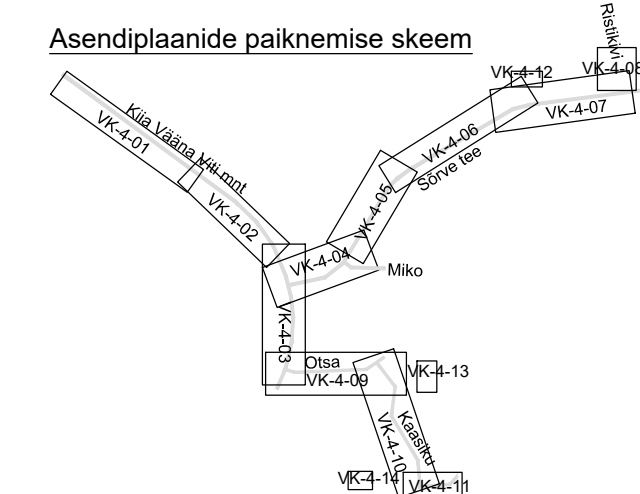 Asendiplaanide paiknemise skeem
Ristikivi
VK-4-12
VK-4-08
Kiia Vääna Viti mnt
VK-4-01
VK-4-07
VK-4-06
Sõrve tee
VK-4-02
VK-4-05
VK-4-04
Miko
VK-4-03
Otsa
VK-4-09
VK-4-13
Kaasiku
VK-4-10
VK-4-14
VK-4-11